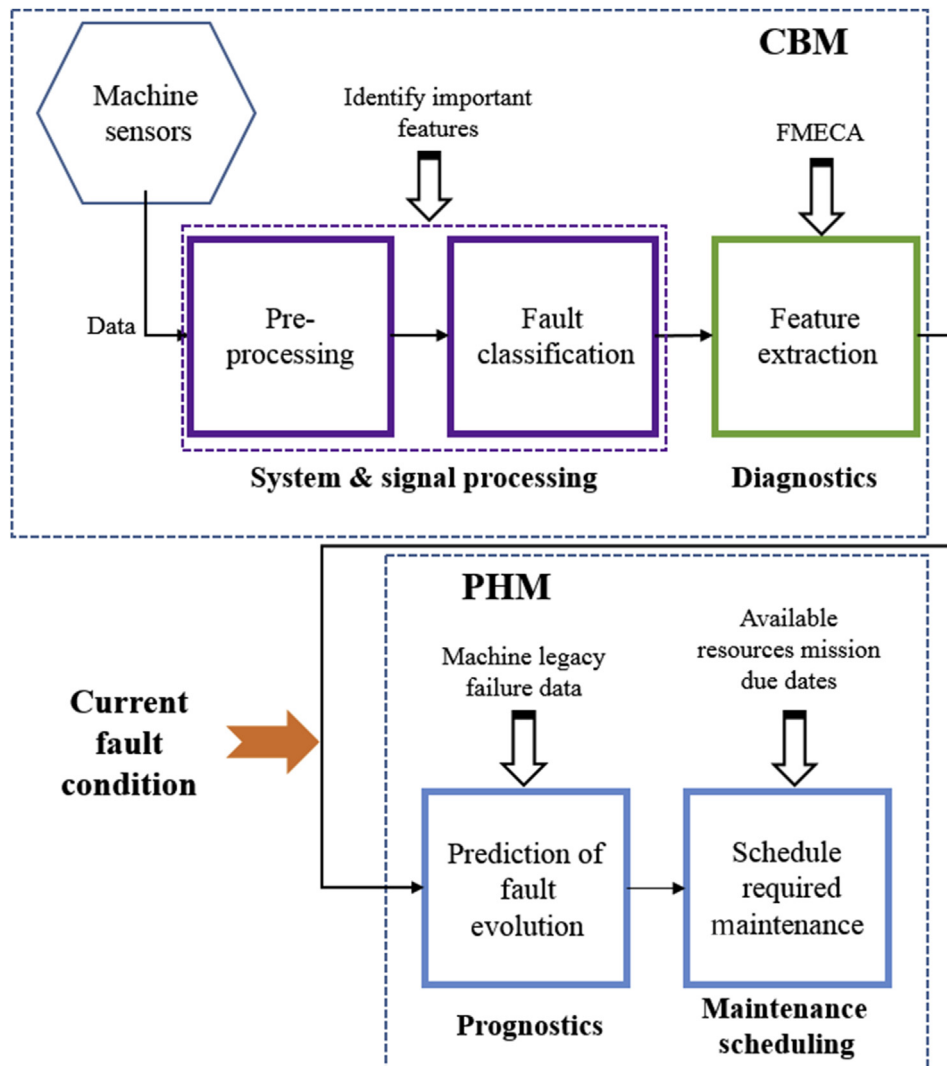 CBM
Machine
sensors
Identify important
features
FMECA
Data
Pre-
processing
Fault
classification
Feature
extraction
System & signal processing
Diagnostics
PHM
Machine legacy
failure data
Available
resources mission
due dates
Current
fault
condition
Prediction of
fault
evolution
Schedule
required
maintenance
Prognostics
Maintenance
scheduling